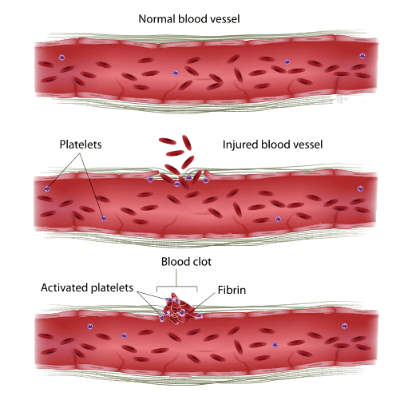 Normal blood vessel
Platelets
Injured blood vessel
Blood clot
Activated platelets
Fibrin